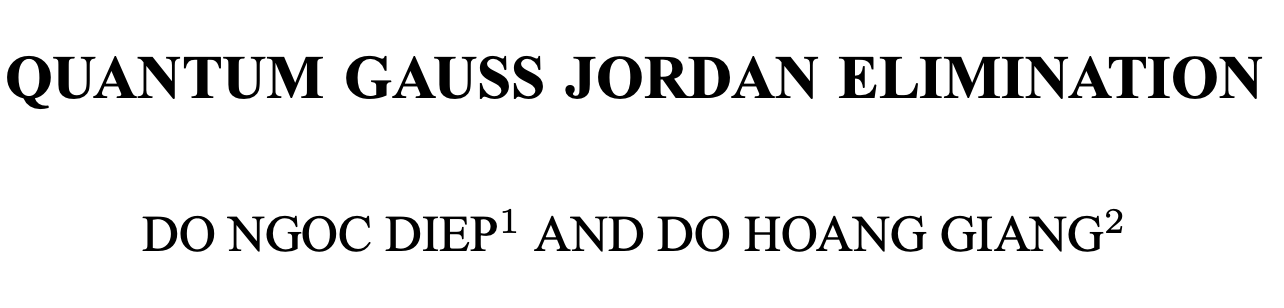 QUANTUM GAUSS JORDAN ELIMINATION
DO NGOC DIEP¹ AND DO HOANG GIANG²